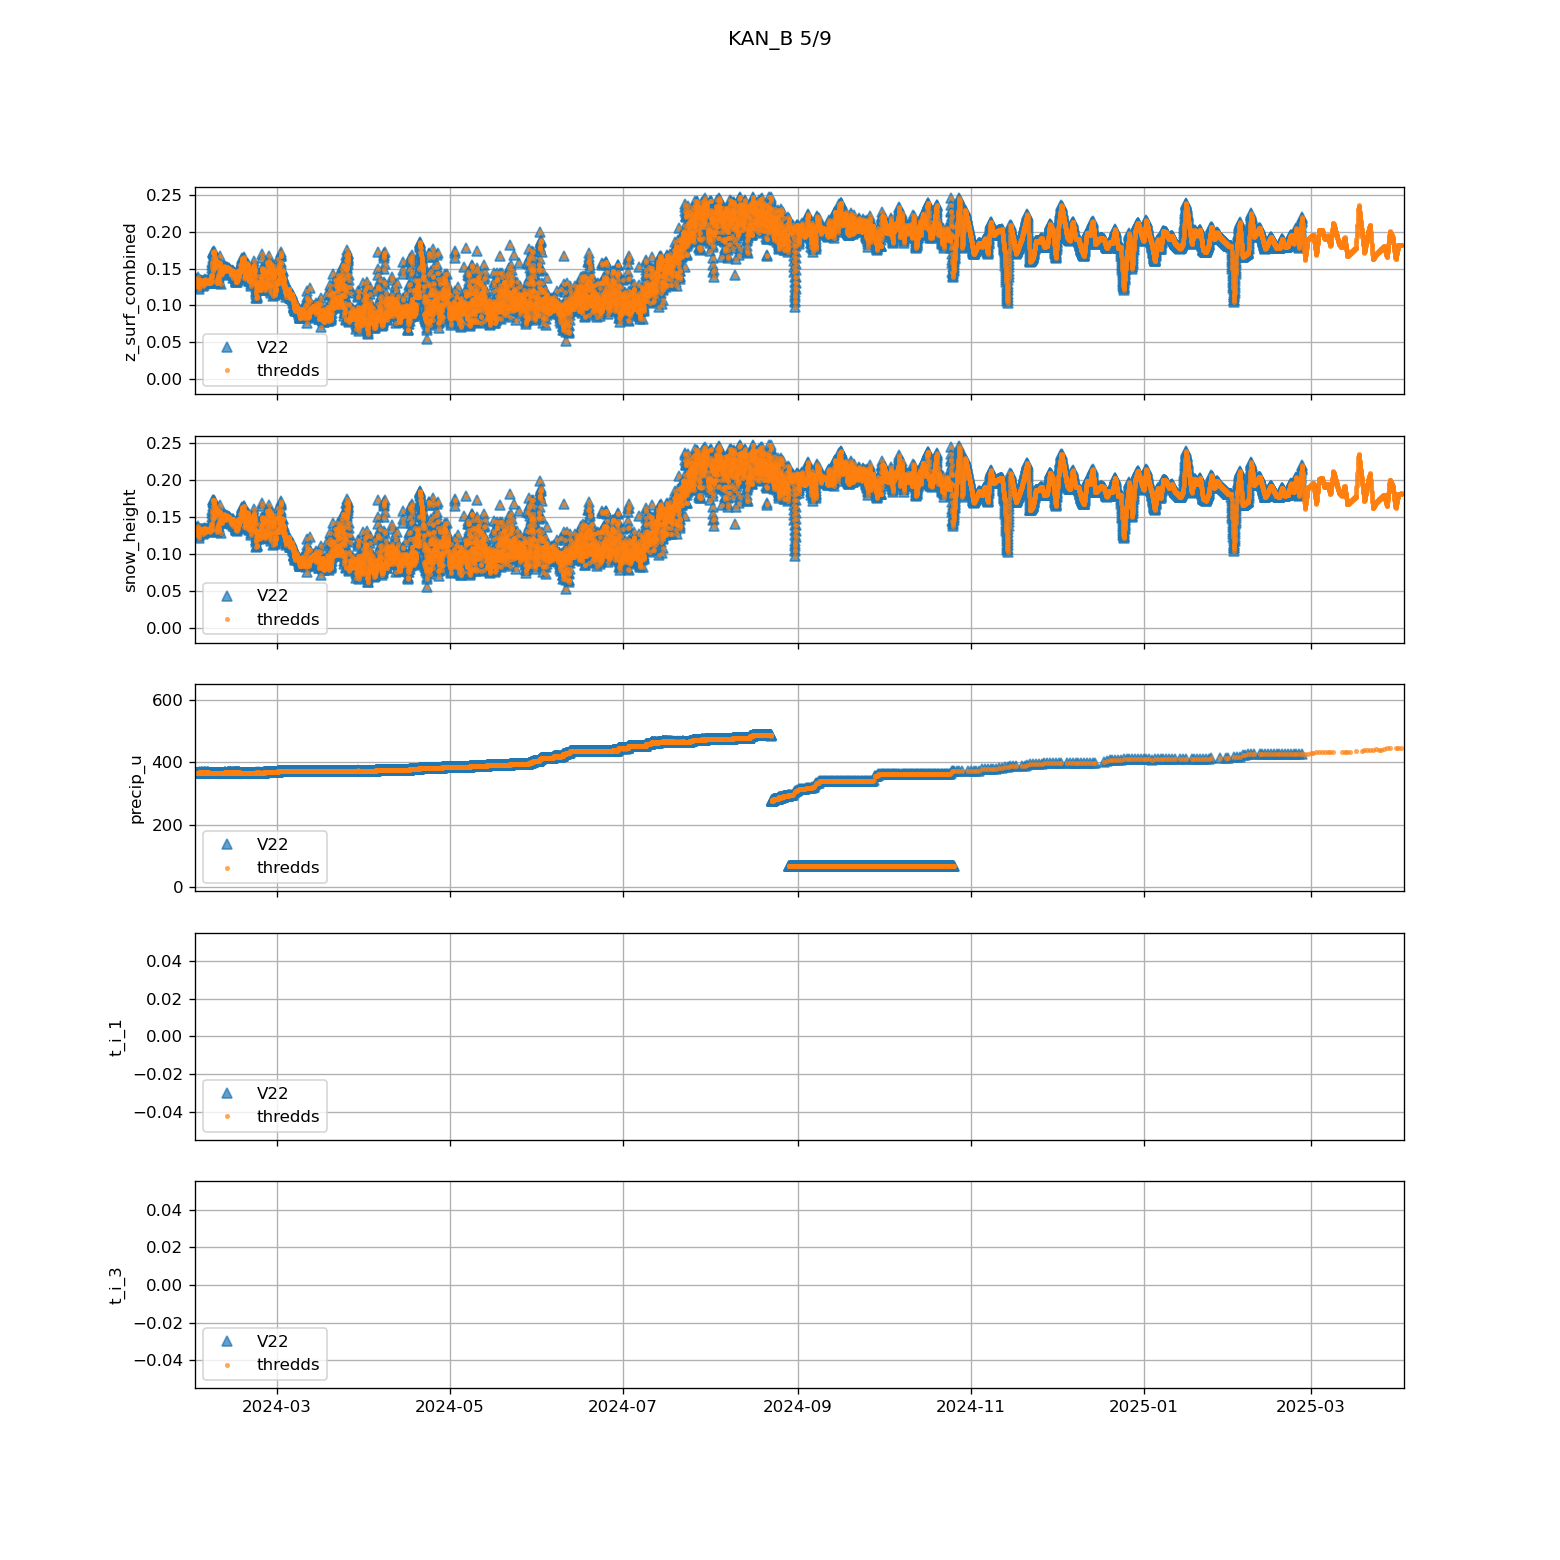 KAN_B 5/9
z_surf_combined
0.25
0.20
0.15
0.10
0.05
0.00
V22
thredds
snow_height
0.25
0.20
0.15
0.10
0.05
0.00
V22
thredds
precip_u
600
400
200
0
V22
thredds
t_i_1
0.04
0.02
0.00
−0.02
−0.04
V22
thredds
t_i_3
0.04
0.02
0.00
−0.02
−0.04
V22
thredds
2024-03 2024-05 2024-07 2024-09 2024-11 2025-01 2025-03